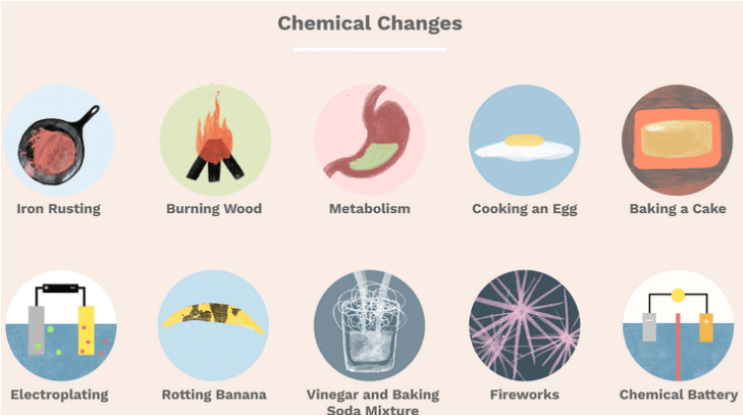 Chemical Changes
Iron Rusting
Burning Wood
Metabolism
Cooking an Egg
Baking a Cake
Electroplating
Rotting Banana
Vinegar and Baking
Soda Mixture
Fireworks
Chemical Battery